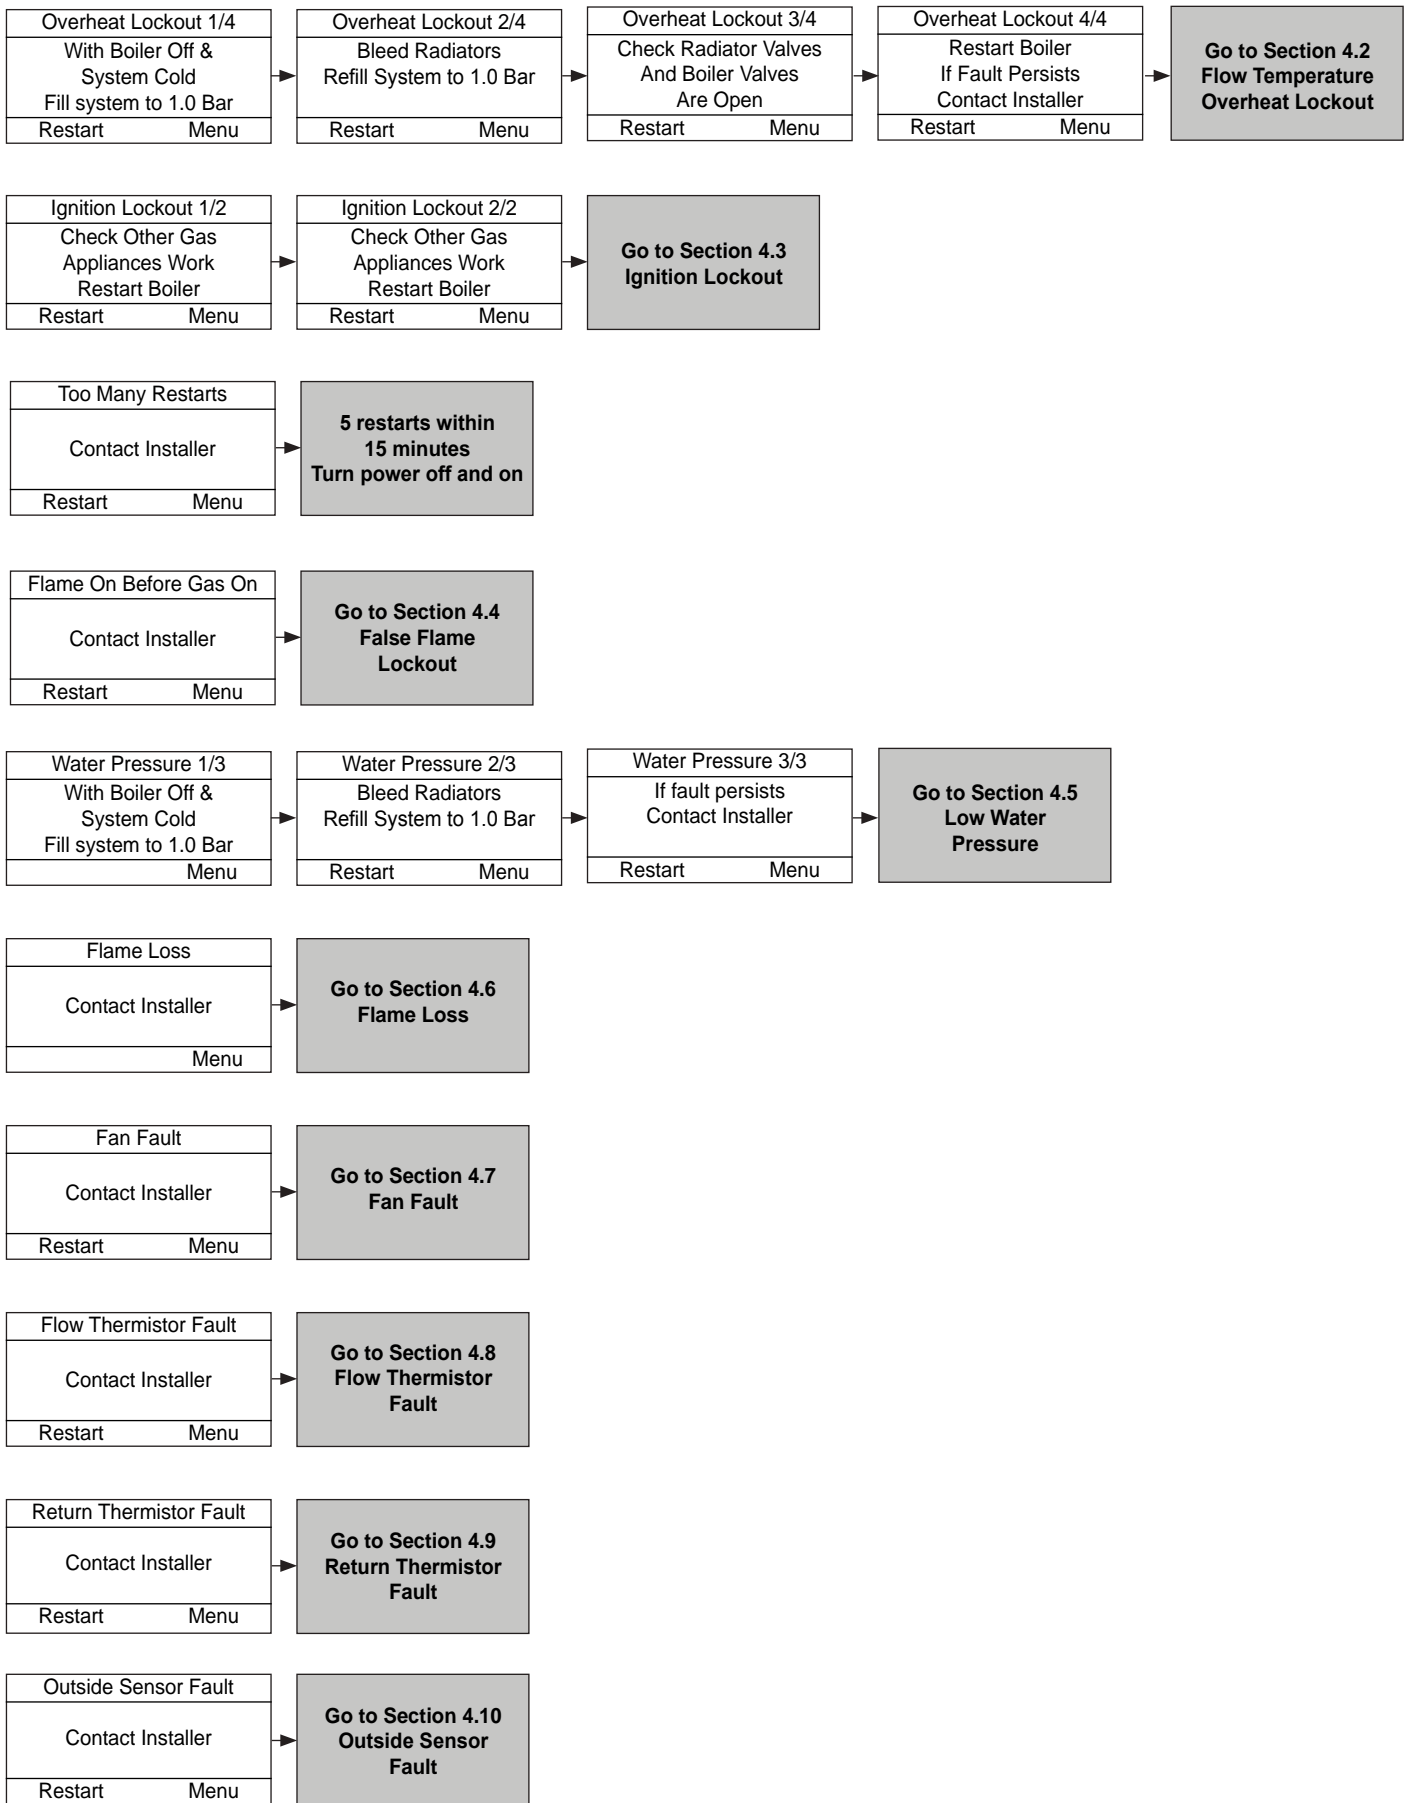 Overheat Lockout 1/4
With Boiler Off &
System Cold
Fill system to 1.0 Bar
Restart Menu
Overheat Lockout 2/4
Bleed Radiators
Refill System to 1.0 Bar
Restart Menu
Overheat Lockout 3/4
Check Radiator Valves
And Boiler Valves
Are Open
Restart Menu
Overheat Lockout 4/4
Restart Boiler
If Fault Persists
Contact Installer
Restart Menu
Go to Section 4.2
Flow Temperature
Overheat Lockout
Ignition Lockout 1/2
Check Other Gas
Appliances Work
Restart Boiler
Restart Menu
Ignition Lockout 2/2
Check Other Gas
Appliances Work
Restart Boiler
Restart Menu
Go to Section 4.3
Ignition Lockout
Too Many Restarts
Contact Installer
Restart Menu
5 restarts within
15 minutes
Turn power off and on
Flame On Before Gas On
Contact Installer
Restart Menu
Go to Section 4.4
False Flame
Lockout
Water Pressure 1/3
With Boiler Off &
System Cold
Fill system to 1.0 Bar
Menu
Water Pressure 2/3
Bleed Radiators
Refill System to 1.0 Bar
Restart Menu
Water Pressure 3/3
If fault persists
Contact Installer
Restart Menu
Go to Section 4.5
Low Water
Pressure
Flame Loss
Contact Installer
Menu
Go to Section 4.6
Flame Loss
Fan Fault
Contact Installer
Restart Menu
Go to Section 4.7
Fan Fault
Flow Thermistor Fault
Contact Installer
Restart Menu
Go to Section 4.8
Flow Thermistor
Fault
Return Thermistor Fault
Contact Installer
Restart Menu
Go to Section 4.9
Return Thermistor
Fault
Outside Sensor Fault
Contact Installer
Restart Menu
Go to Section 4.10
Outside Sensor
Fault